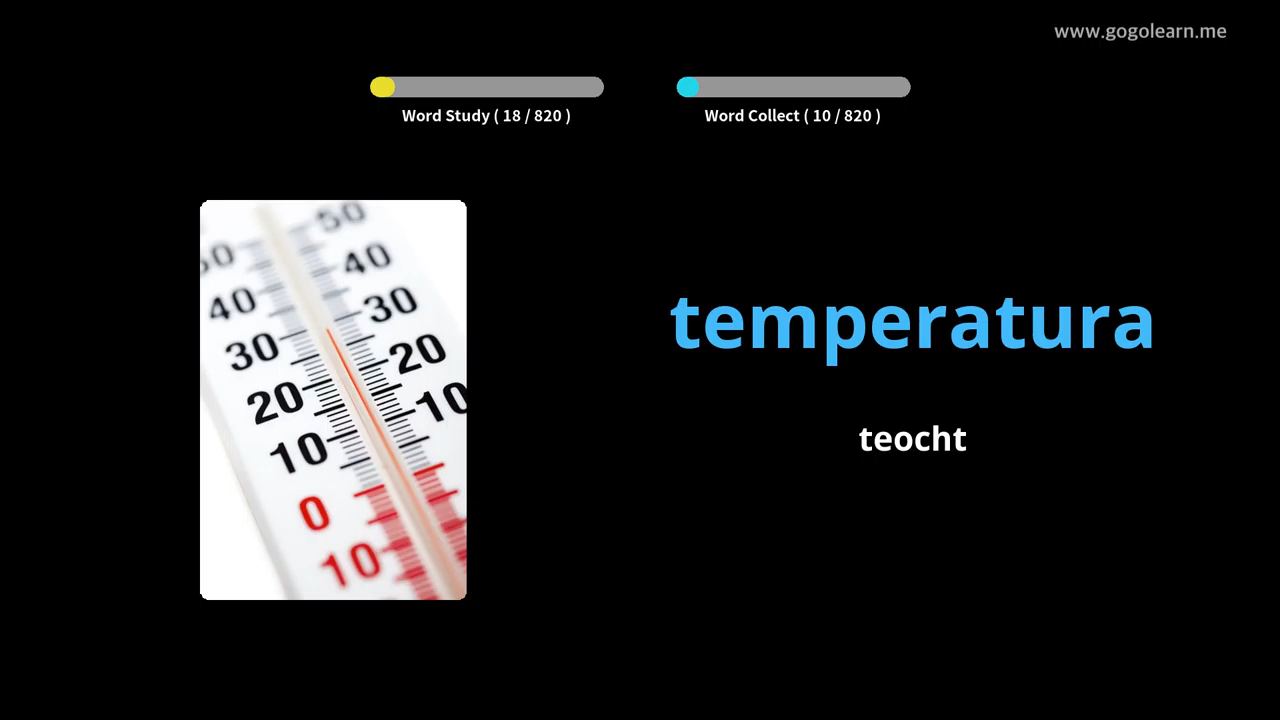 www.gogolearn.me
Word Study ( 18 / 820 )
Word Collect ( 10 / 820 )
50
40
40
30
30
20
20
10
10
0
10
temperatura
teocht